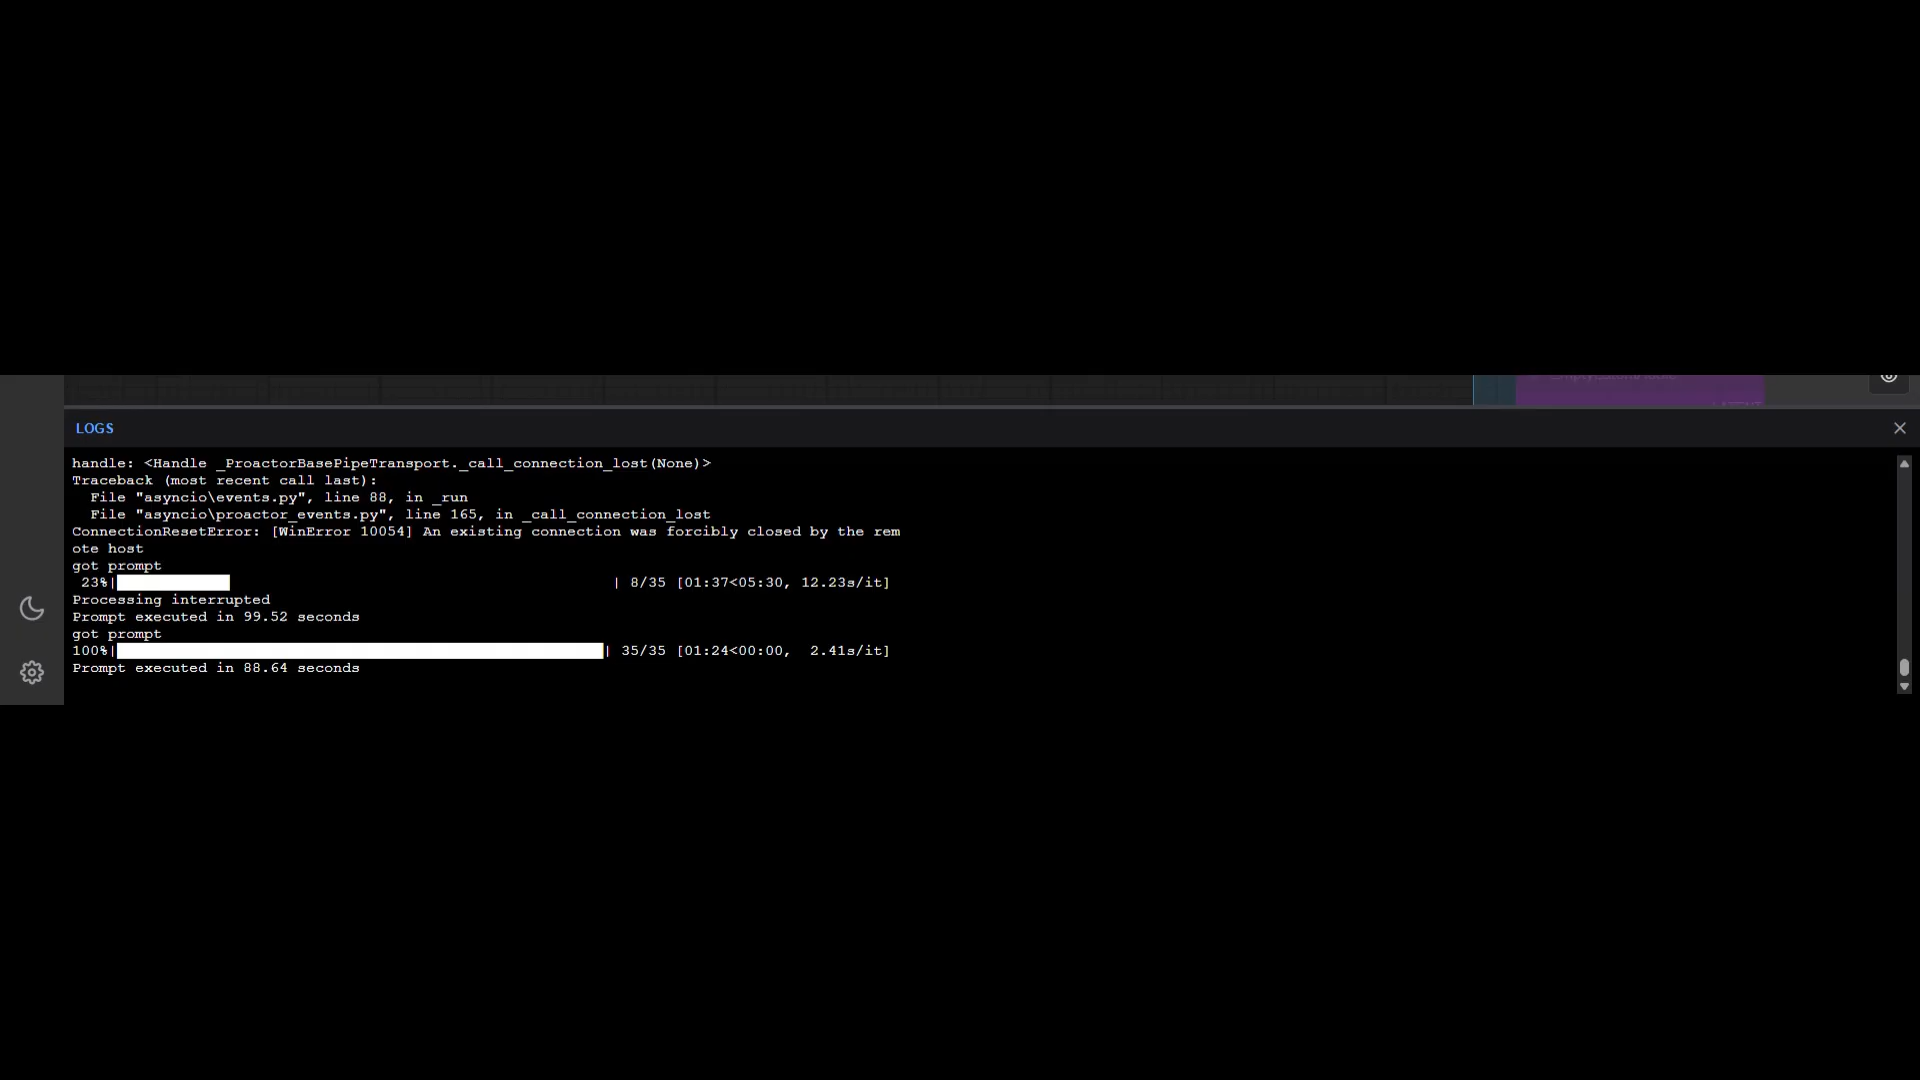 LOGS
handle: <Handle _ProactorBasePipeTransport._call_connection_lost(None)>
Traceback (most recent call last):
  File "asyncio\events.py", line 88, in _run
  File "asyncio\proactor_events.py", line 165, in _call_connection_lost
ConnectionResetError: [WinError 10054] An existing connection was forcibly closed by the rem
ote host
got prompt
 23%| | 8/35 [01:37<05:30, 12.23s/it]
Processing interrupted
Prompt executed in 99.52 seconds
got prompt
100%| | 35/35 [01:24<00:00,  2.41s/it]
Prompt executed in 88.64 seconds